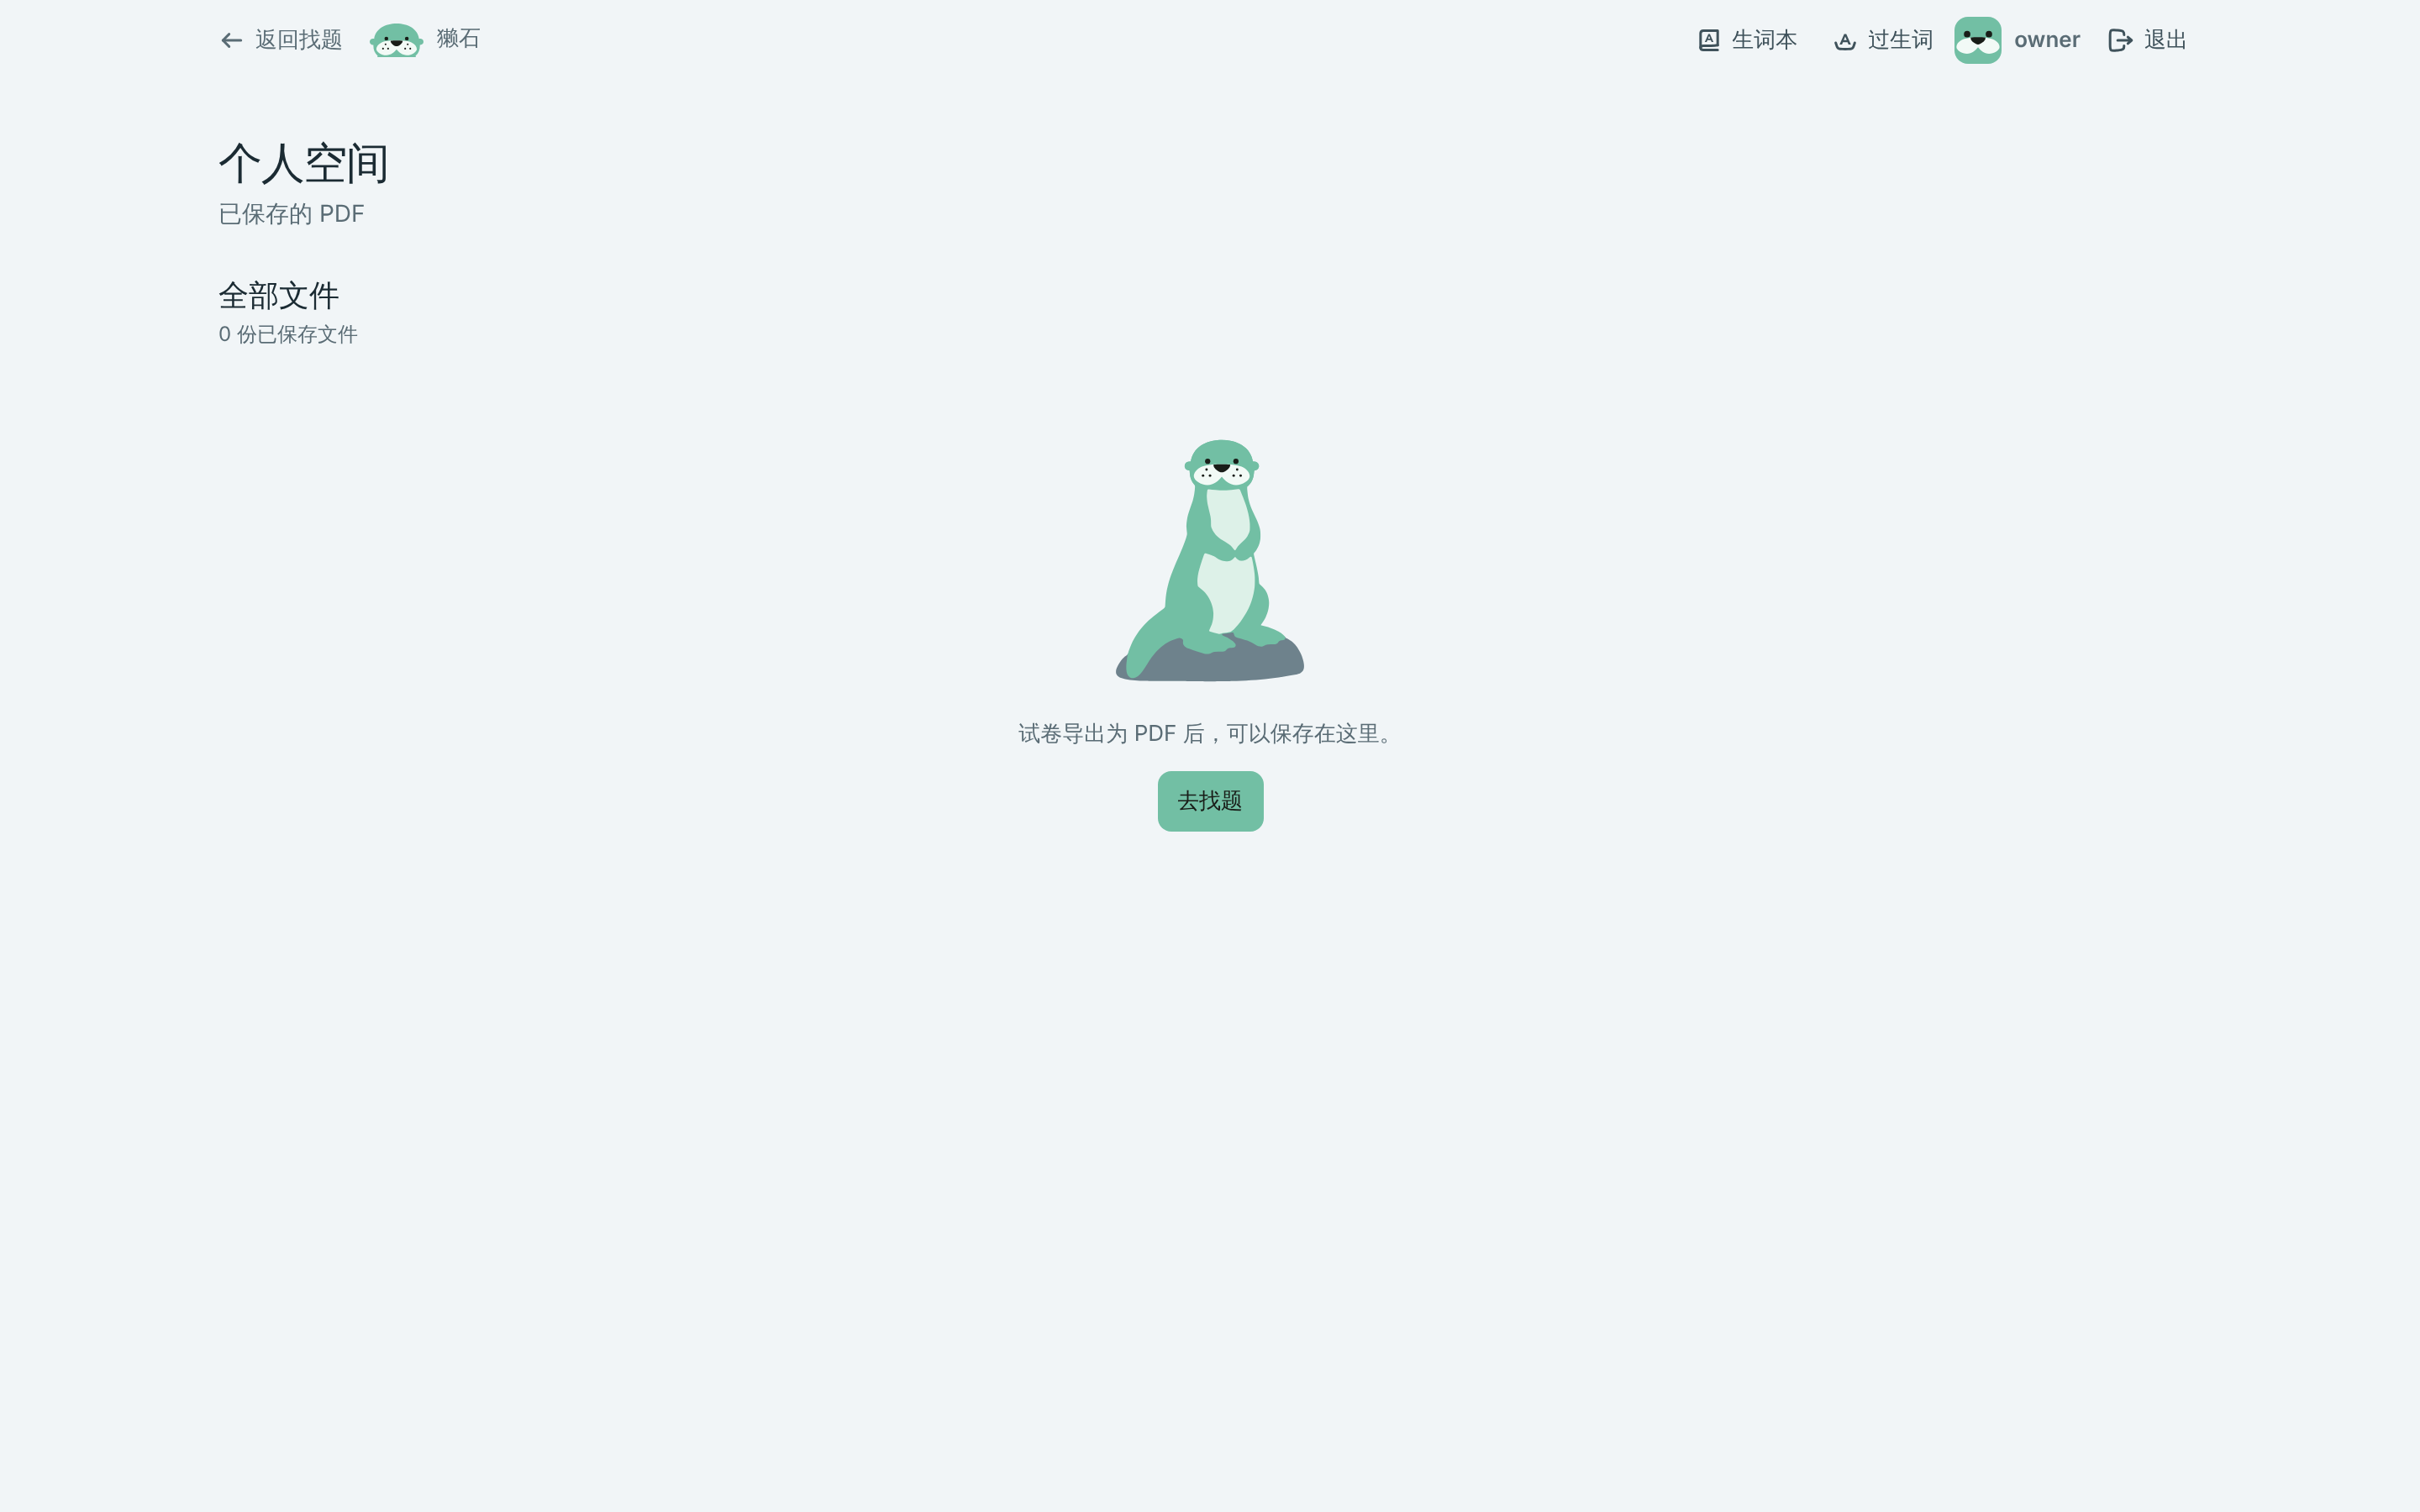 返回找题 獭石 生词本 过生词 owner 退出
个人空间
已保存的 PDF
全部文件
0 份已保存文件
试卷导出为 PDF 后，可以保存在这里。
去找题